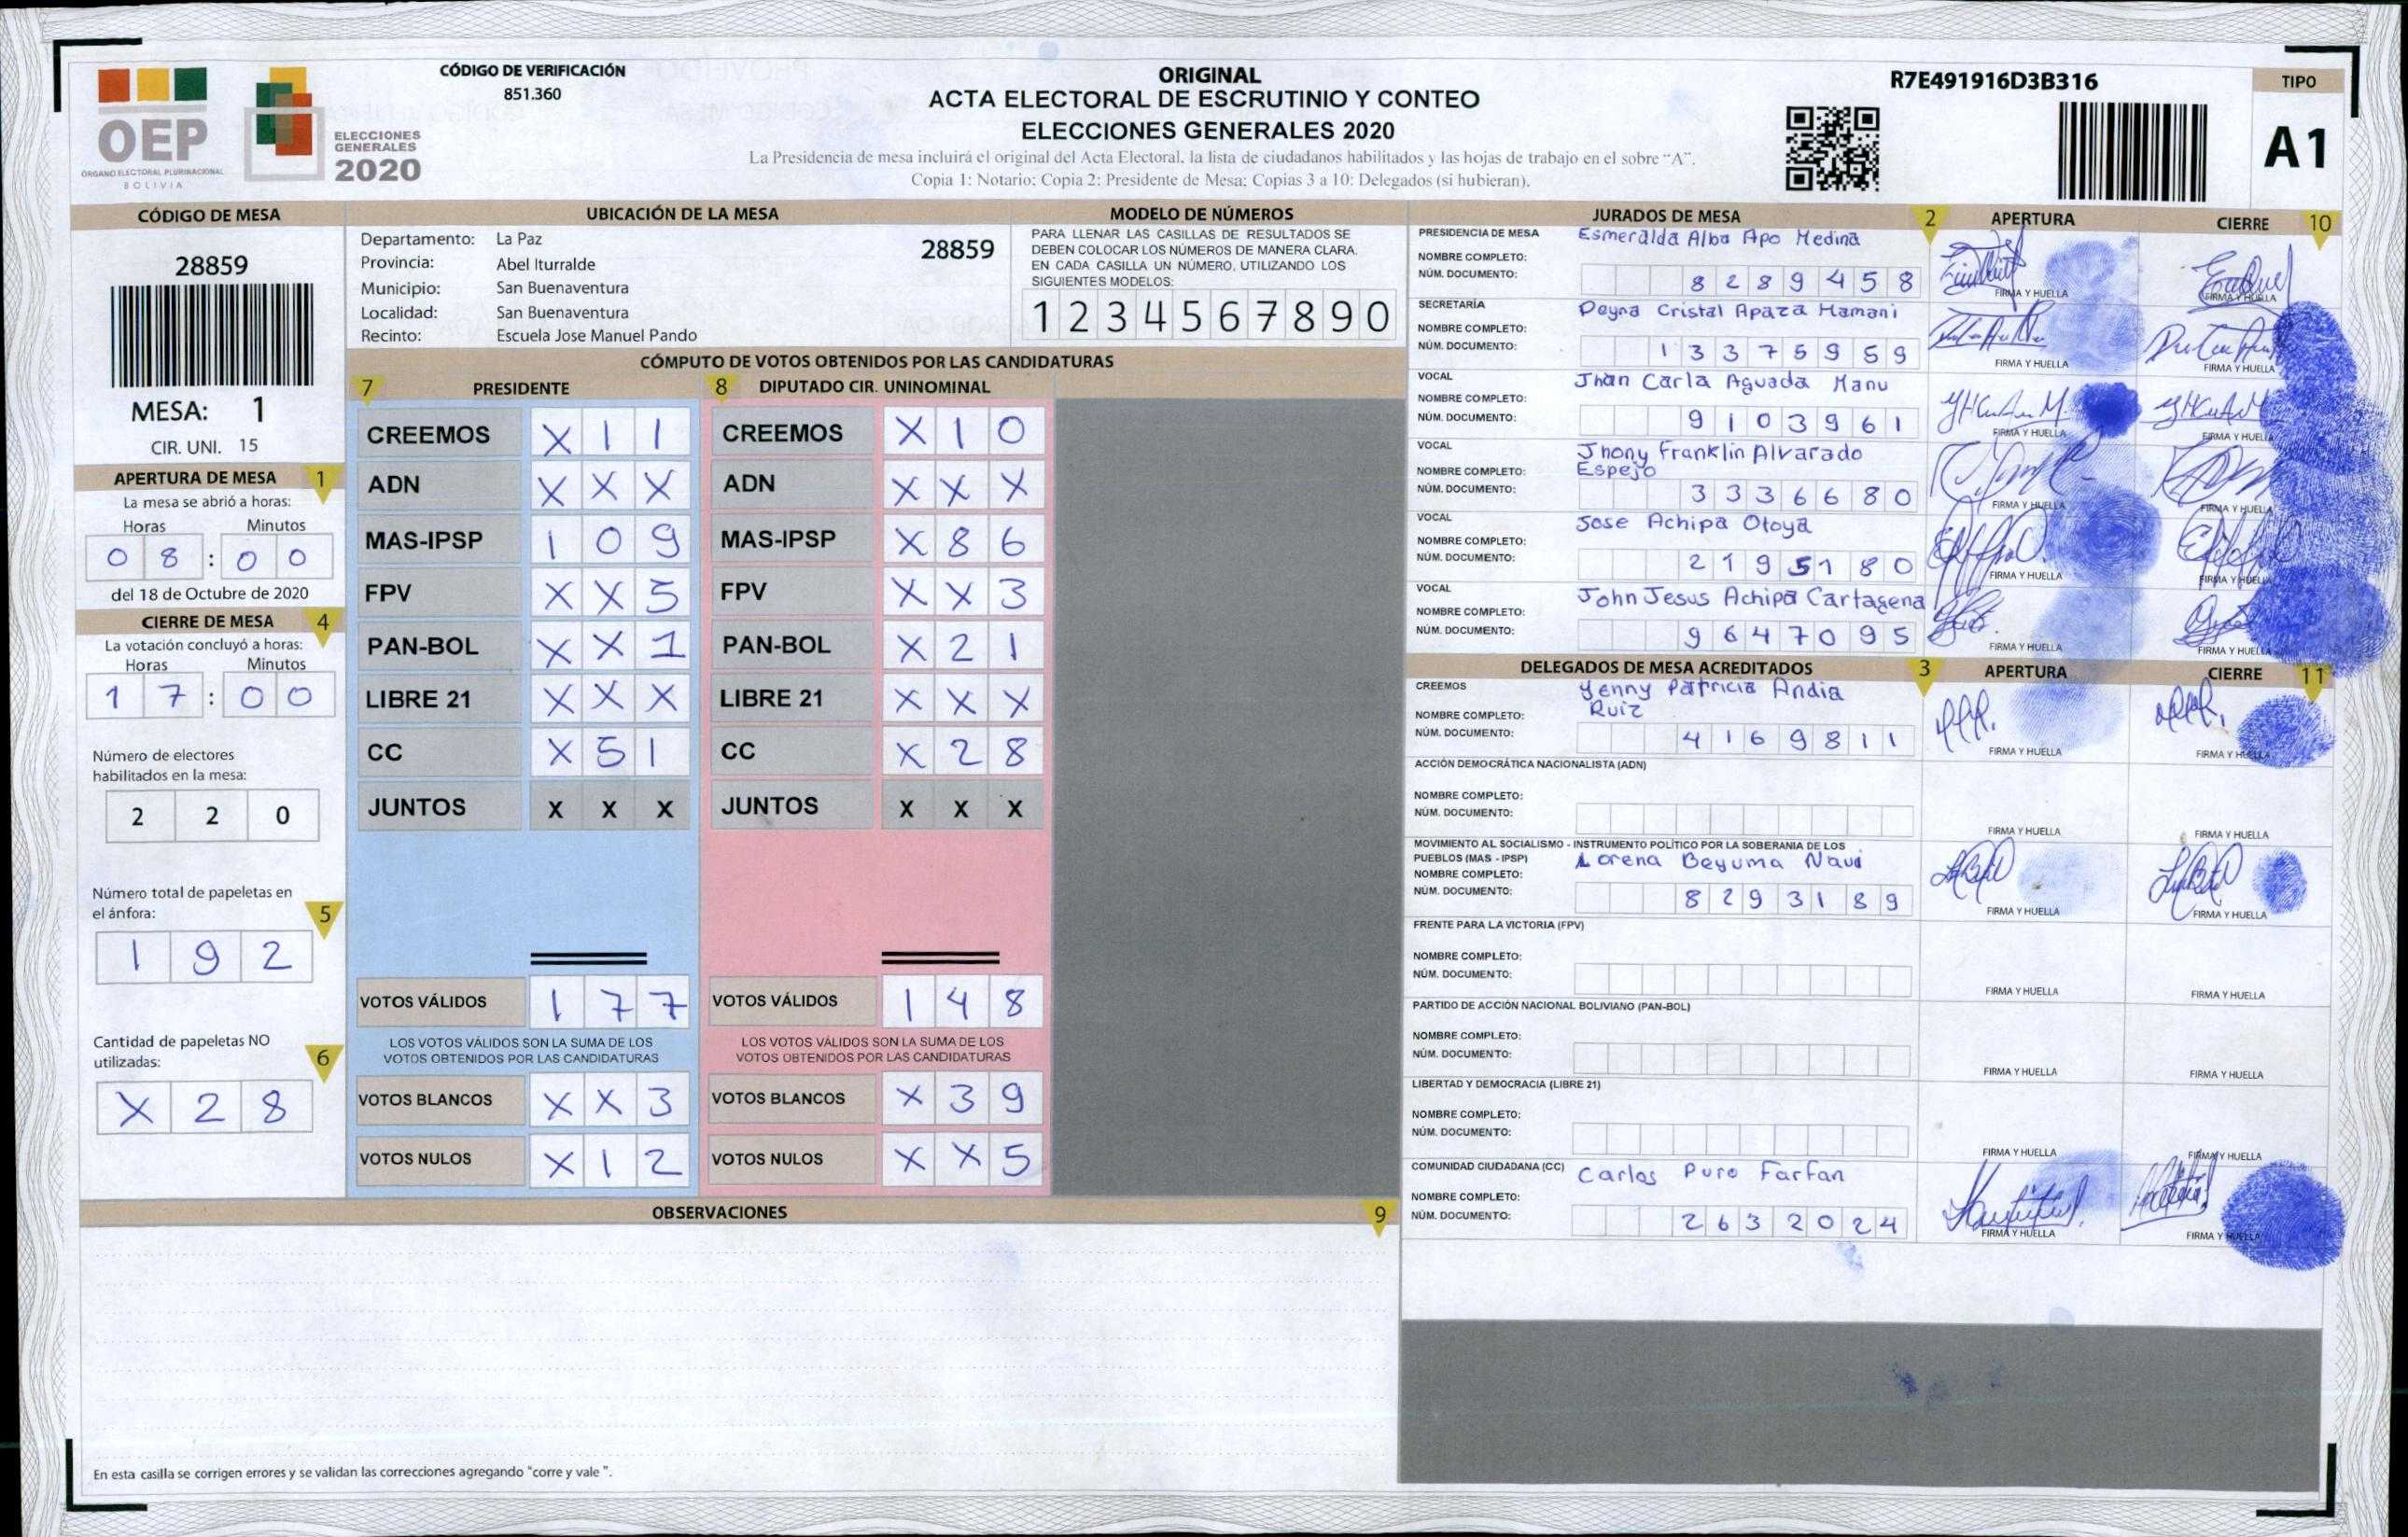 OEP
ÓRGANO ELECTORAL PLURINACIONAL
BOLIVIA
ELECCIONES
GENERALES
2020
CÓDIGO DE VERIFICACIÓN
851.360
ORIGINAL
ACTA ELECTORAL DE ESCRUTINIO Y CONTEO
ELECCIONES GENERALES 2020
La Presidencia de mesa incluirá el original del Acta Electoral, la lista de ciudadanos habilitados y las hojas de trabajo en el sobre "A".
Copia 1: Notario; Copia 2: Presidente de Mesa; Copias 3 a 10: Delegados (si hubieran).
R7E491916D3B316
TIPO
A1
CÓDIGO DE MESA
28859
MESA: 1
CIR. UNI. 15
APERTURA DE MESA 1
La mesa se abrió a horas:
Horas Minutos
0 8 : 0 0
del 18 de Octubre de 2020
CIERRE DE MESA 4
La votación concluyó a horas:
Horas Minutos
1 7 : 0 0
Número de electores
habilitados en la mesa:
2 2 0
Número total de papeletas en
el ánfora: 5
1 9 2
Cantidad de papeletas NO
utilizadas: 6
X 2 8
UBICACIÓN DE LA MESA
Departamento: La Paz 28859
Provincia: Abel Iturralde
Municipio: San Buenaventura
Localidad: San Buenaventura
Recinto: Escuela Jose Manuel Pando
MODELO DE NÚMEROS
PARA LLENAR LAS CASILLAS DE RESULTADOS SE
DEBEN COLOCAR LOS NÚMEROS DE MANERA CLARA.
EN CADA CASILLA UN NÚMERO, UTILIZANDO LOS
SIGUIENTES MODELOS:
1 2 3 4 5 6 7 8 9 0
CÓMPUTO DE VOTOS OBTENIDOS POR LAS CANDIDATURAS
7 PRESIDENTE 8 DIPUTADO CIR. UNINOMINAL
CREEMOS X 1 1 CREEMOS X 1 0
ADN X X X ADN X X X
MAS-IPSP 1 0 9 MAS-IPSP X 8 6
FPV X X 5 FPV X X 3
PAN-BOL X X 1 PAN-BOL X 2 1
LIBRE 21 X X X LIBRE 21 X X X
CC X 5 1 CC X 2 8
JUNTOS X X X JUNTOS X X X
VOTOS VÁLIDOS 1 7 7 VOTOS VÁLIDOS 1 4 8
LOS VOTOS VÁLIDOS SON LA SUMA DE LOS LOS VOTOS VÁLIDOS SON LA SUMA DE LOS
VOTOS OBTENIDOS POR LAS CANDIDATURAS VOTOS OBTENIDOS POR LAS CANDIDATURAS
VOTOS BLANCOS X X 3 VOTOS BLANCOS X 3 9
VOTOS NULOS X 1 2 VOTOS NULOS X X 5
OBSERVACIONES 9
En esta casilla se corrigen errores y se validan las correcciones agregando "corre y vale ".
JURADOS DE MESA 2 APERTURA CIERRE 10
PRESIDENCIA DE MESA Esmeralda Alba Apo Medina
NOMBRE COMPLETO:
NÚM. DOCUMENTO: 8 2 8 9 4 5 8 FIRMA Y HUELLA FIRMA Y HUELLA
SECRETARÍA Deyna Cristal Apaza Mamani
NOMBRE COMPLETO:
NÚM. DOCUMENTO: 1 3 3 7 5 9 5 9 FIRMA Y HUELLA FIRMA Y HUELLA
VOCAL Jhan Carla Aguada Manu
NOMBRE COMPLETO:
NÚM. DOCUMENTO: 9 1 0 3 9 6 1 FIRMA Y HUELLA FIRMA Y HUELLA
VOCAL Jhony Franklin Alvarado
NOMBRE COMPLETO: Espejo
NÚM. DOCUMENTO: 3 3 3 6 6 8 0 FIRMA Y HUELLA FIRMA Y HUELLA
VOCAL Jose Achipa Otoya
NOMBRE COMPLETO:
NÚM. DOCUMENTO: 2 1 9 5 1 8 0 FIRMA Y HUELLA FIRMA Y HUELLA
VOCAL John Jesus Achipa Cartagena
NOMBRE COMPLETO:
NÚM. DOCUMENTO: 9 6 4 7 0 9 5 FIRMA Y HUELLA FIRMA Y HUELLA
DELEGADOS DE MESA ACREDITADOS 3 APERTURA CIERRE 11
CREEMOS Yenny Patricia Andia
NOMBRE COMPLETO: Ruiz
NÚM. DOCUMENTO: 4 1 6 9 8 1 1 FIRMA Y HUELLA FIRMA Y HUELLA
ACCIÓN DEMOCRÁTICA NACIONALISTA (ADN)
NOMBRE COMPLETO:
NÚM. DOCUMENTO: FIRMA Y HUELLA FIRMA Y HUELLA
MOVIMIENTO AL SOCIALISMO - INSTRUMENTO POLÍTICO POR LA SOBERANIA DE LOS
PUEBLOS (MAS - IPSP) Lorena Beyuma Navi
NOMBRE COMPLETO:
NÚM. DOCUMENTO: 8 2 9 3 1 8 9 FIRMA Y HUELLA FIRMA Y HUELLA
FRENTE PARA LA VICTORIA (FPV)
NOMBRE COMPLETO:
NÚM. DOCUMENTO: FIRMA Y HUELLA FIRMA Y HUELLA
PARTIDO DE ACCIÓN NACIONAL BOLIVIANO (PAN-BOL)
NOMBRE COMPLETO:
NÚM. DOCUMENTO: FIRMA Y HUELLA FIRMA Y HUELLA
LIBERTAD Y DEMOCRACIA (LIBRE 21)
NOMBRE COMPLETO:
NÚM. DOCUMENTO: FIRMA Y HUELLA FIRMA Y HUELLA
COMUNIDAD CIUDADANA (CC) Carlos Puro Farfan
NOMBRE COMPLETO:
NÚM. DOCUMENTO: 2 6 3 2 0 2 4 FIRMA Y HUELLA FIRMA Y HUELLA